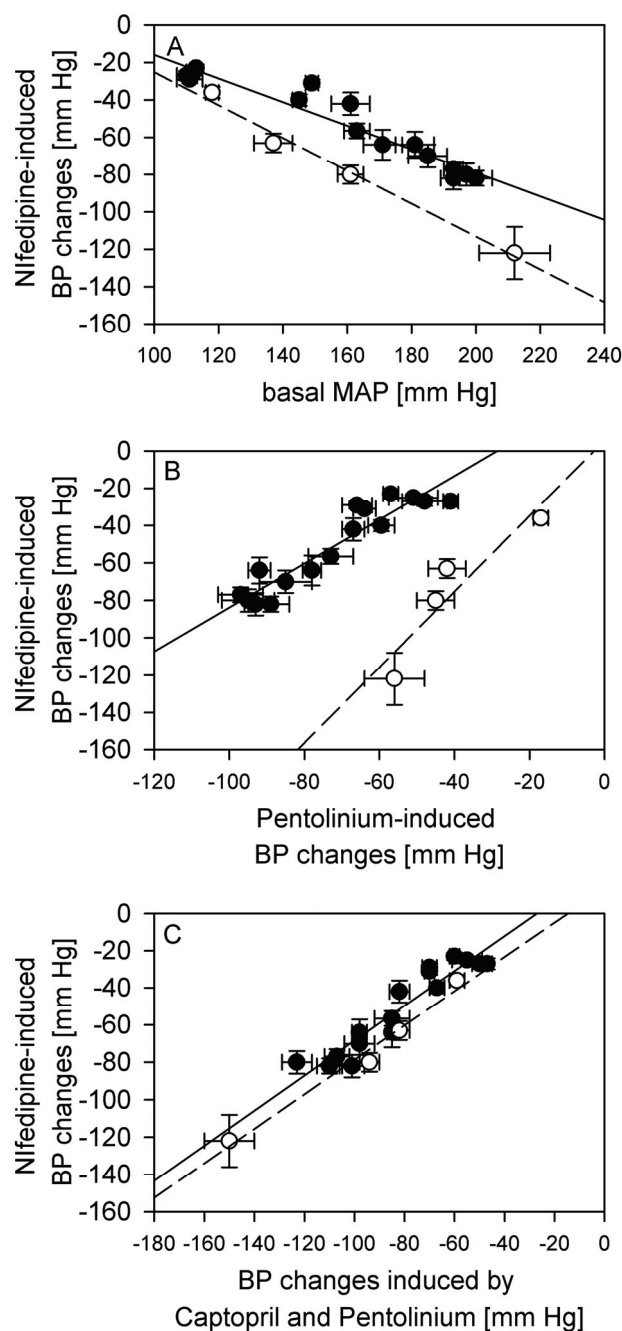 A
NIfedipine-induced
BP changes [mm Hg]
0
-20
-40
-60
-80
-100
-120
-140
-160
100 120 140 160 180 200 220 240
basal MAP [mm Hg]
B
NIfedipine-induced
BP changes [mm Hg]
0
-20
-40
-60
-80
-100
-120
-140
-160
-120 -100 -80 -60 -40 -20 0
Pentolinium-induced
BP changes [mm Hg]
C
NIfedipine-induced
BP changes [mm Hg]
0
-20
-40
-60
-80
-100
-120
-140
-160
-180 -160 -140 -120 -100 -80 -60 -40 -20 0
BP changes induced by
Captopril and Pentolinium [mm Hg]